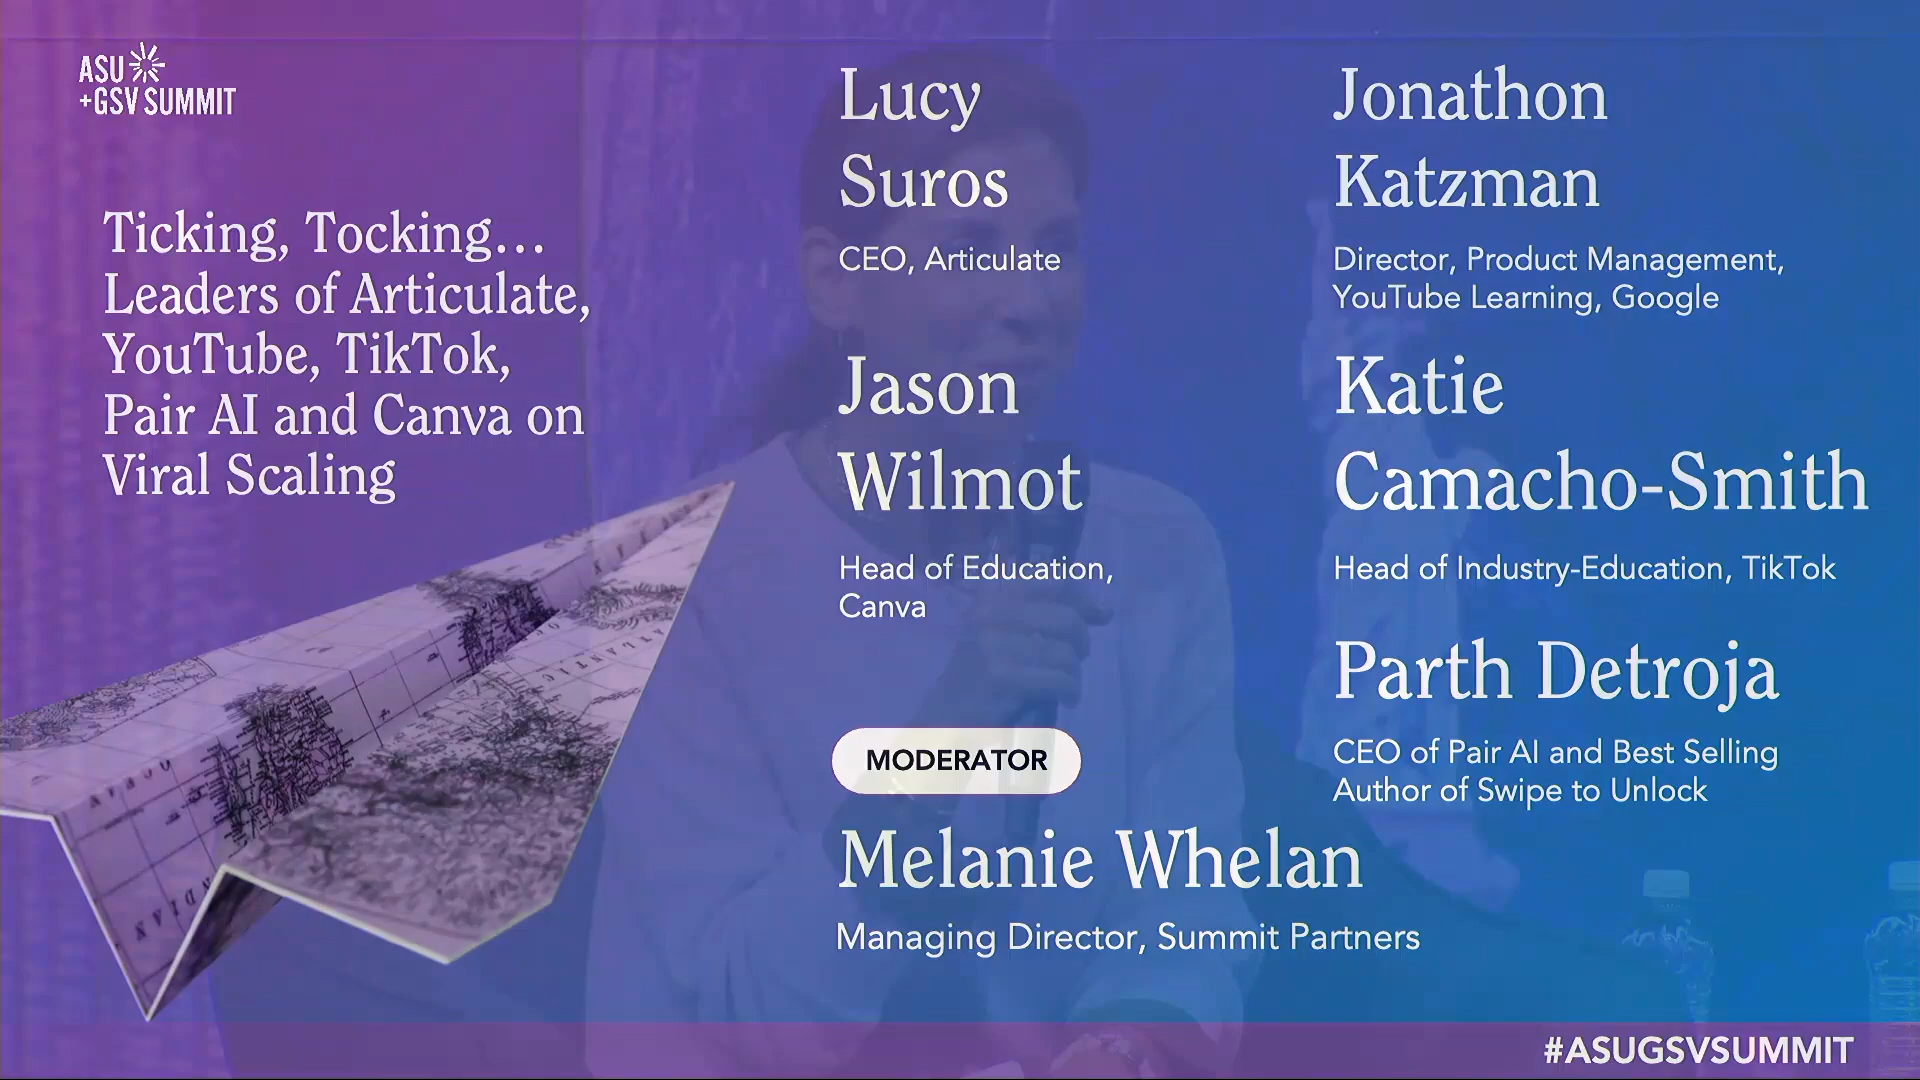 ASU
+GSV SUMMIT
Ticking, Tocking...
Leaders of Articulate,
YouTube, TikTok,
Pair AI and Canva on
Viral Scaling
Lucy
Suros
CEO, Articulate
Jonathon
Katzman
Director, Product Management,
YouTube Learning, Google
Jason
Wilmot
Head of Education,
Canva
Katie
Camacho-Smith
Head of Industry-Education, TikTok
Parth Detroja
CEO of Pair AI and Best Selling
Author of Swipe to Unlock
MODERATOR
Melanie Whelan
Managing Director, Summit Partners
#ASUGSVSUMMIT